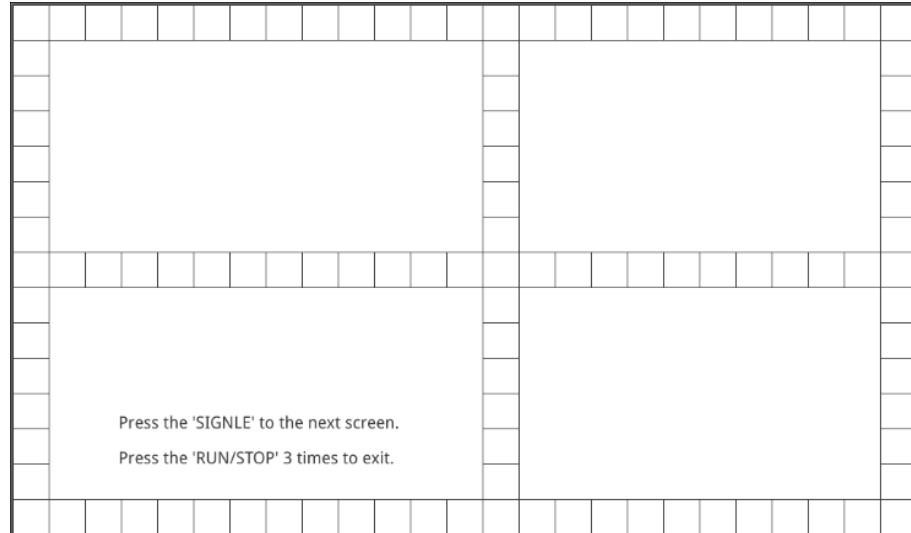 Press the 'SIGNLE' to the next screen.
Press the 'RUN/STOP' 3 times to exit.